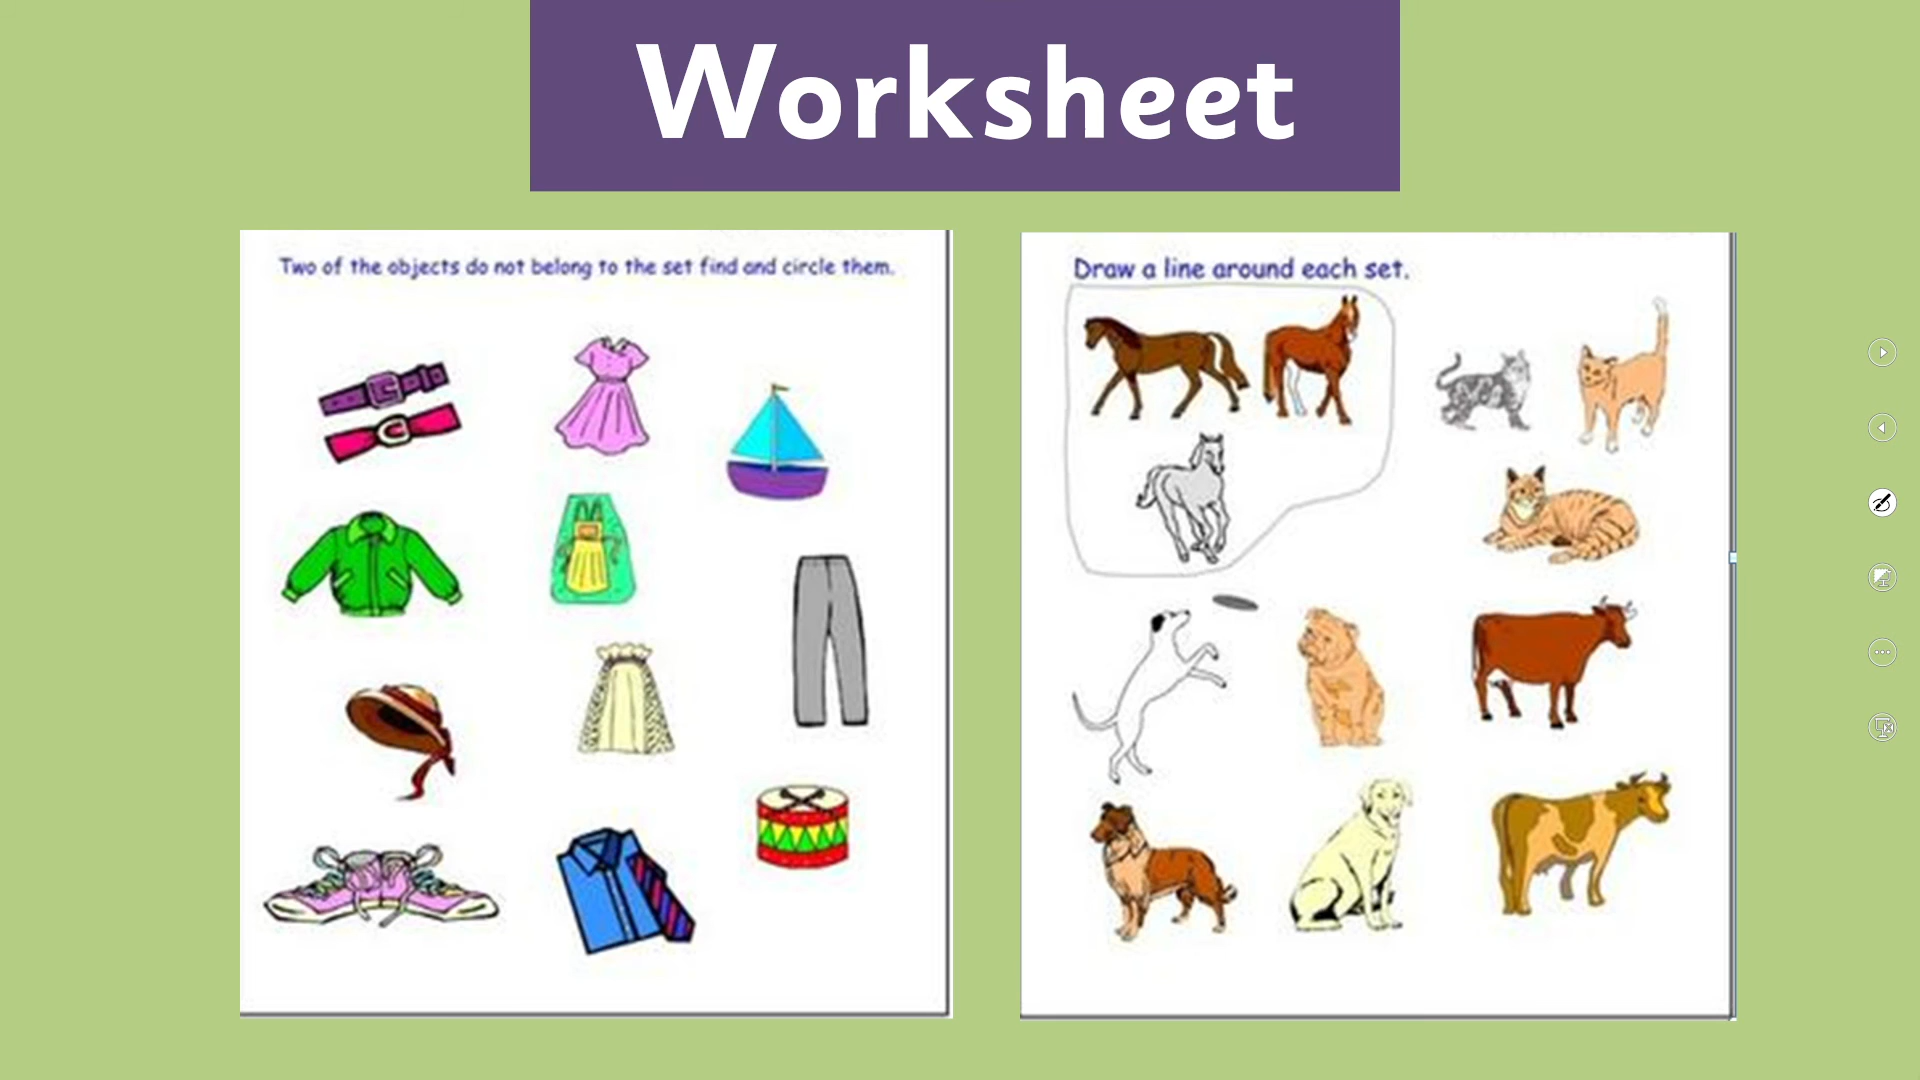 Worksheet
Two of the objects do not belong to the set find and circle them.
Draw a line around each set.